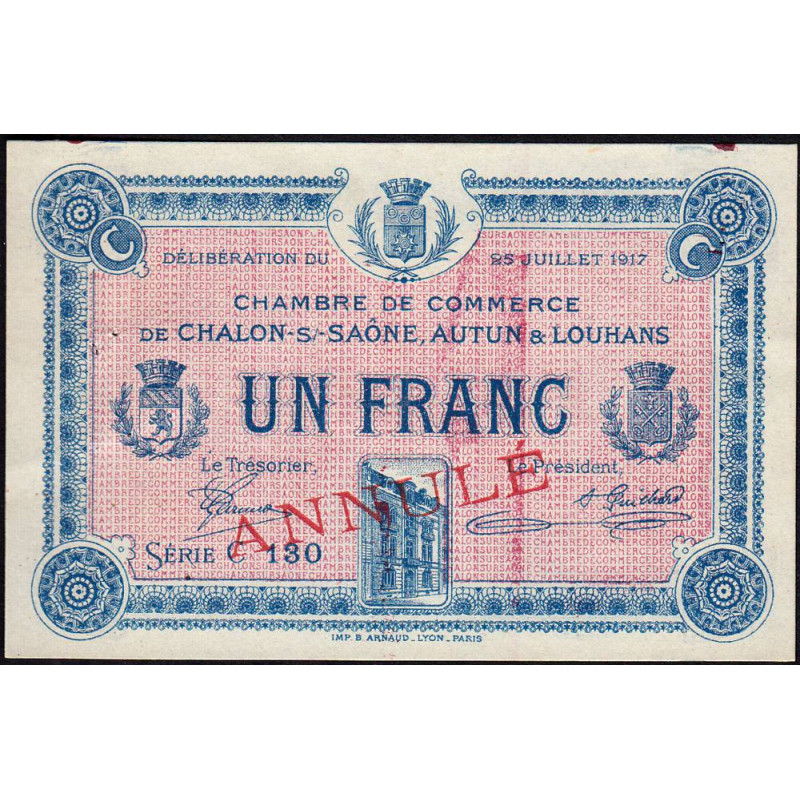 DÉLIBÉRATION DU 25 JUILLET 1917
CHAMBRE DE COMMERCE
DE CHALON-S/-SAÔNE, AUTUN & LOUHANS
UN FRANC
Le Trésorier, Le Président,
ANNULÉ
A Guichard
SÉRIE C 130
IMP. B. ARNAUD - LYON - PARIS